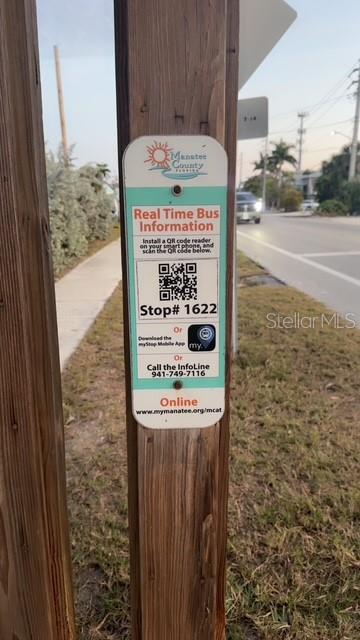 Manatee
County
FLORIDA
Real Time Bus
Information
Install a QR code reader
on your smart phone, and
scan the QR code below.
Stop# 1622
Or
Download the
myStop Mobile App
my
Or
Call the InfoLine
941-749-7116
Online
www.mymanatee.org/mcat
StellarMLS